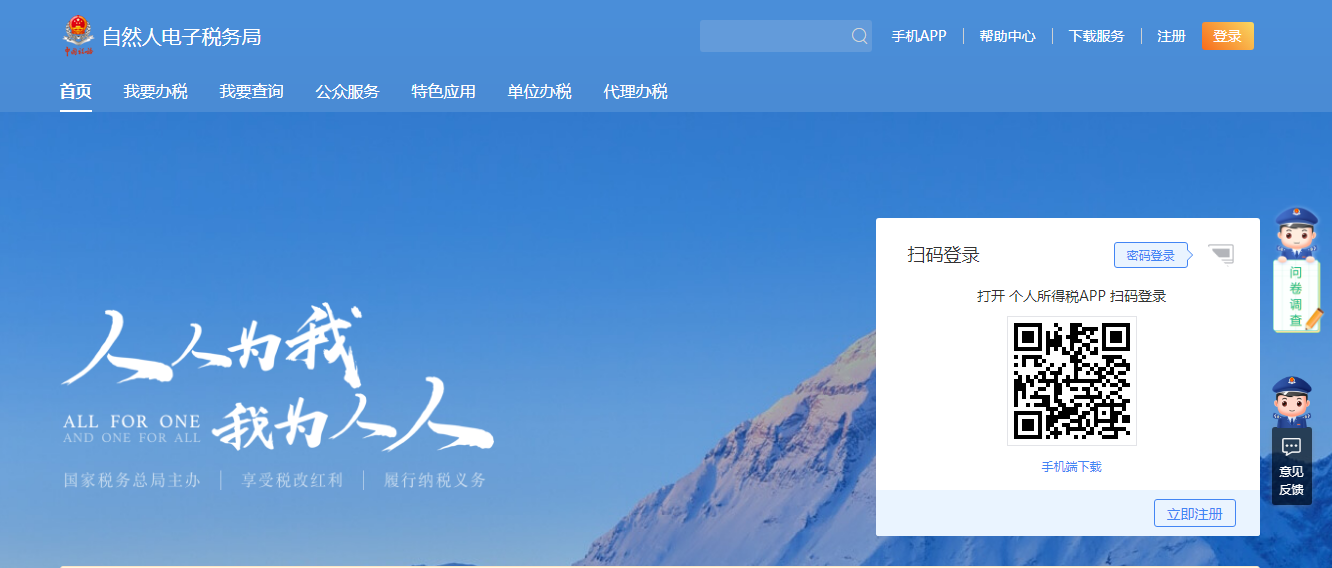 中国税务
自然人电子税务局
手机APP
帮助中心
下载服务
注册
登录
首页
我要办税
我要查询
公众服务
特色应用
单位办税
代理办税
扫码登录
密码登录
打开 个人所得税APP 扫码登录
手机端下载
立即注册
人人为我
ALL FOR ONE
AND ONE FOR ALL
我为人人
国家税务总局主办
享受税改红利
履行纳税义务
问卷调查
意见
反馈